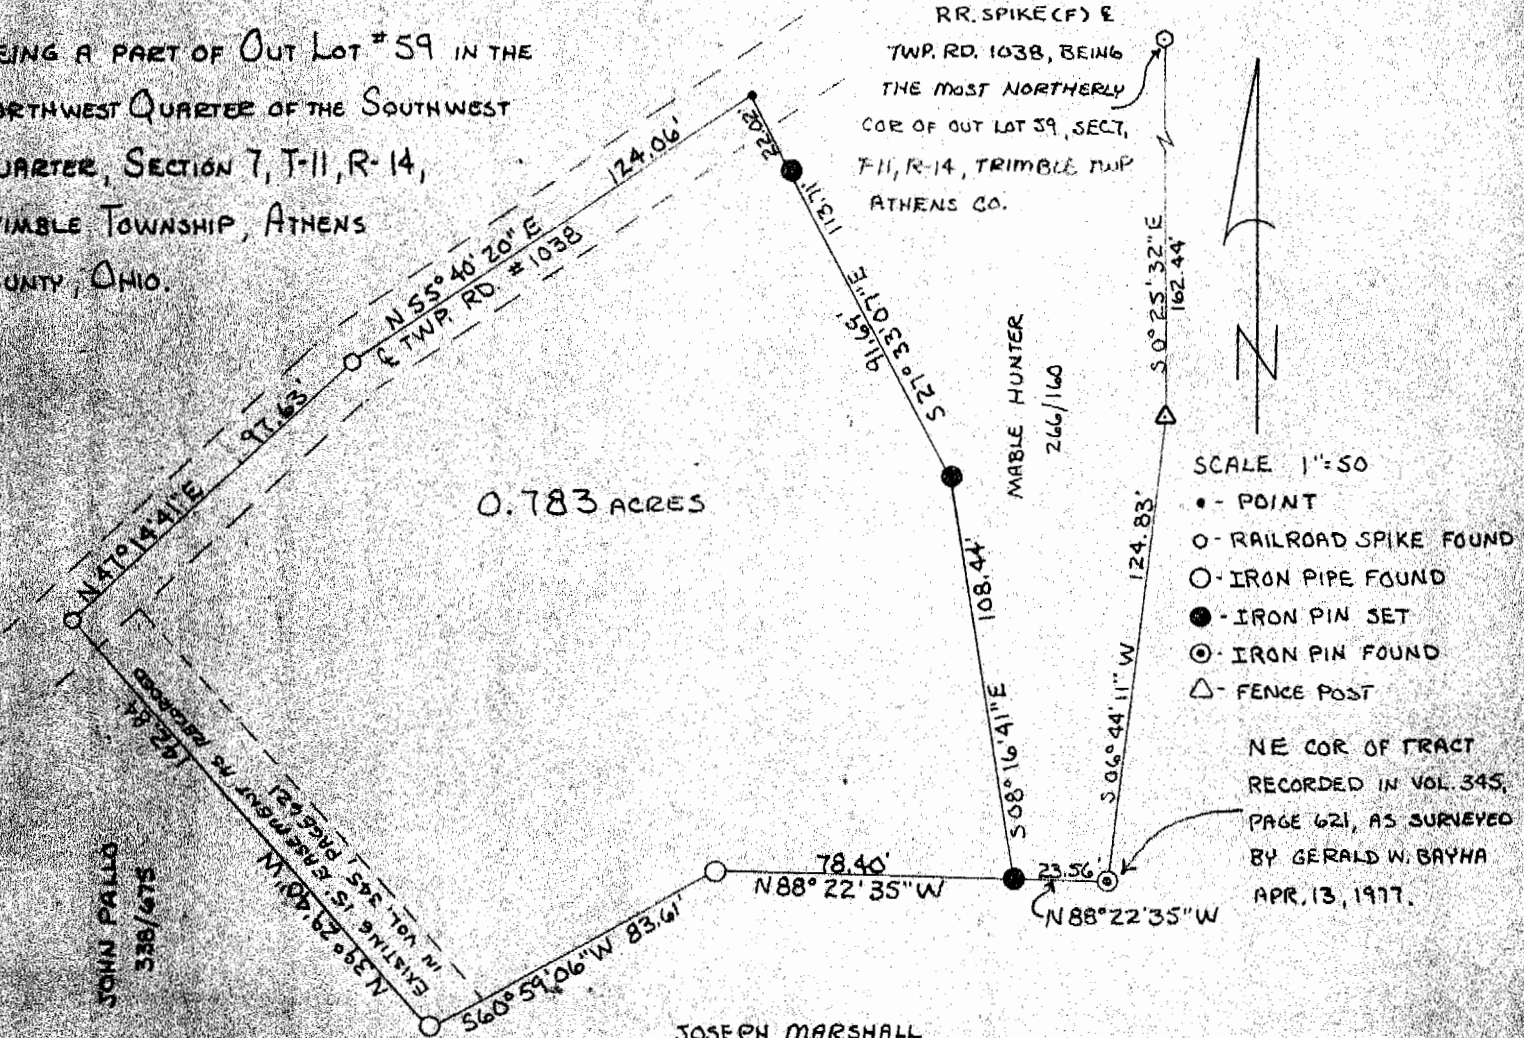 EING A PART OF OUT LOT #59 IN THE
ORTHWEST QUARTER OF THE SOUTHWEST
UARTER, SECTION 7, T-11, R-14,
IMBLE TOWNSHIP, ATHENS
OUNTY, OHIO.
RR. SPIKE (F) ℄
TWP. RD. 1038, BEING
THE MOST NORTHERLY
COR OF OUT LOT 59, SEC 7,
T-11, R-14, TRIMBLE TWP
ATHENS CO.
124.06'
N 55° 40' 20" E
℄ TWP. RD. #1038
97.63'
N 47° 14' 41" E
22.02'
113.71'
91.69'
S 27° 33' 07" E
MABLE HUNTER
266/160
S 0° 25' 32" E
162.44'
N
0.783 ACRES
SCALE 1"=50
• - POINT
○ - RAILROAD SPIKE FOUND
○ - IRON PIPE FOUND
● - IRON PIN SET
⊙ - IRON PIN FOUND
△ - FENCE POST
108.44'
S 08° 16' 41" E
124.83'
S 06° 44' 11" W
NE COR OF TRACT
RECORDED IN VOL. 345,
PAGE 621, AS SURVEYED
BY GERALD W. BAYHA
APR. 13, 1977.
142.84'
N 39° 29' 40" W
EXISTING 15' EASEMENT AS RECORDED
IN VOL. 345 PAGE 621
JOHN PALLO
338/675
S60° 59' 06" W 83.61'
78.40'
N 88° 22' 35" W
23.56'
N 88° 22' 35" W
JOSEPH MARSHALL